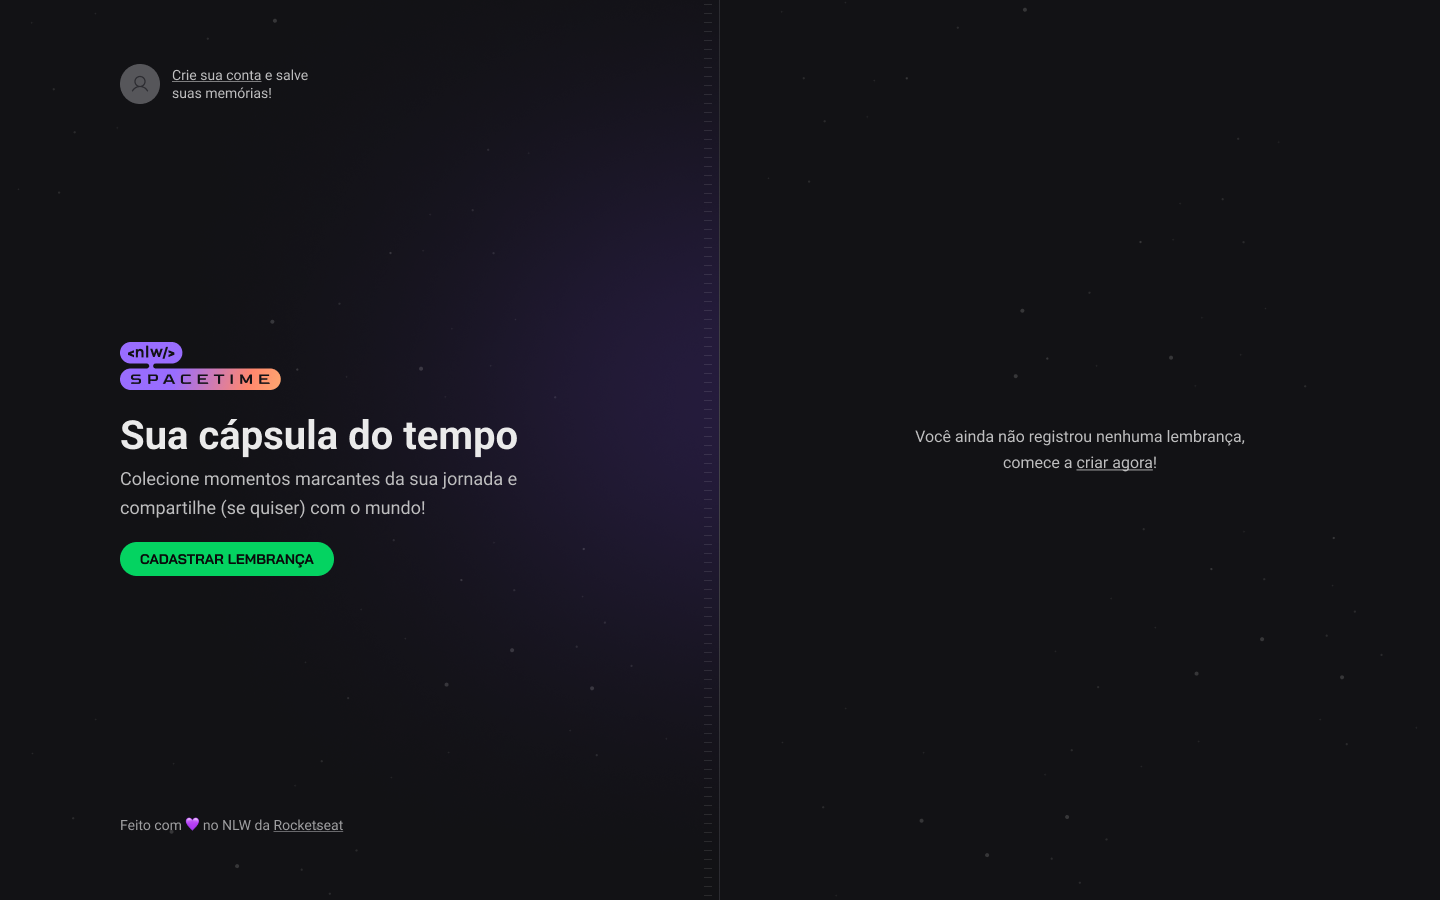 Crie sua conta e salve
suas memórias!
<nlw/>
SPACETIME
Sua cápsula do tempo
Colecione momentos marcantes da sua jornada e
compartilhe (se quiser) com o mundo!
CADASTRAR LEMBRANÇA
Feito com 💜 no NLW da Rocketseat
Você ainda não registrou nenhuma lembrança,
comece a criar agora!